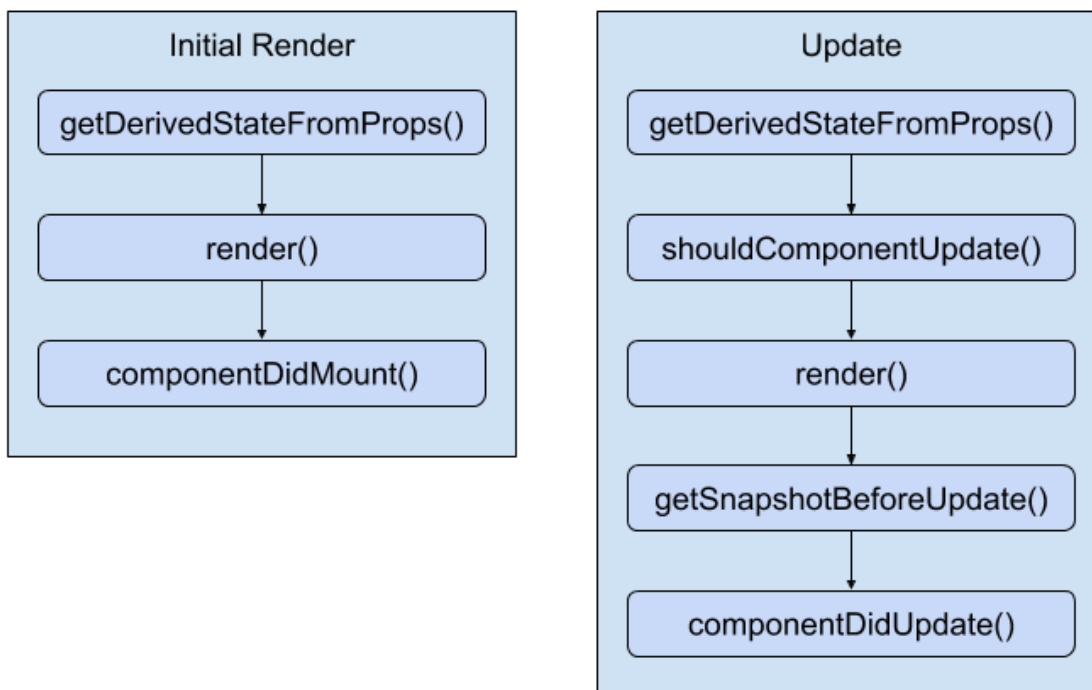 Initial Render
getDerivedStateFromProps()
render()
componentDidMount()
Update
getDerivedStateFromProps()
shouldComponentUpdate()
render()
getSnapshotBeforeUpdate()
componentDidUpdate()